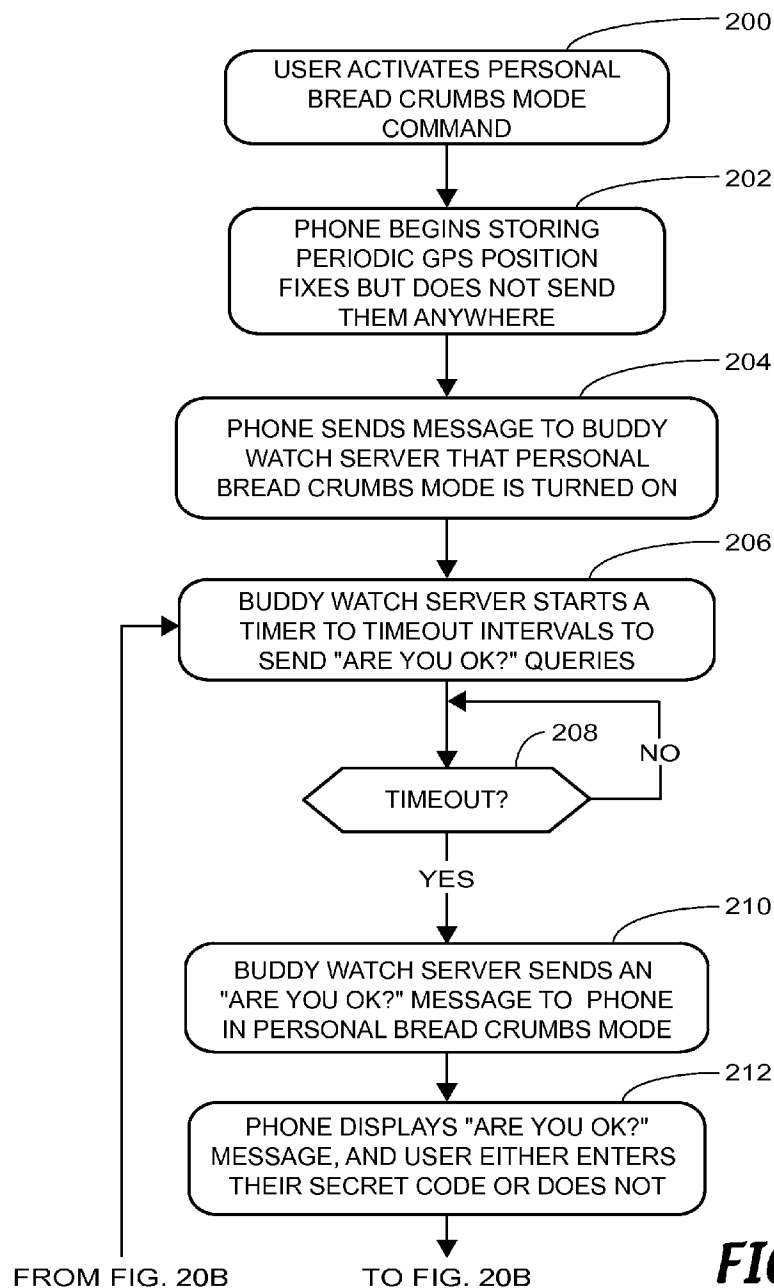 200
USER ACTIVATES PERSONAL
BREAD CRUMBS MODE
COMMAND
202
PHONE BEGINS STORING
PERIODIC GPS POSITION
FIXES BUT DOES NOT SEND
THEM ANYWHERE
204
PHONE SENDS MESSAGE TO BUDDY
WATCH SERVER THAT PERSONAL
BREAD CRUMBS MODE IS TURNED ON
206
BUDDY WATCH SERVER STARTS A
TIMER TO TIMEOUT INTERVALS TO
SEND "ARE YOU OK?" QUERIES
208
NO
TIMEOUT?
YES
210
BUDDY WATCH SERVER SENDS AN
"ARE YOU OK?" MESSAGE TO PHONE
IN PERSONAL BREAD CRUMBS MODE
212
PHONE DISPLAYS "ARE YOU OK?"
MESSAGE, AND USER EITHER ENTERS
THEIR SECRET CODE OR DOES NOT
FROM FIG. 20B TO FIG. 20B